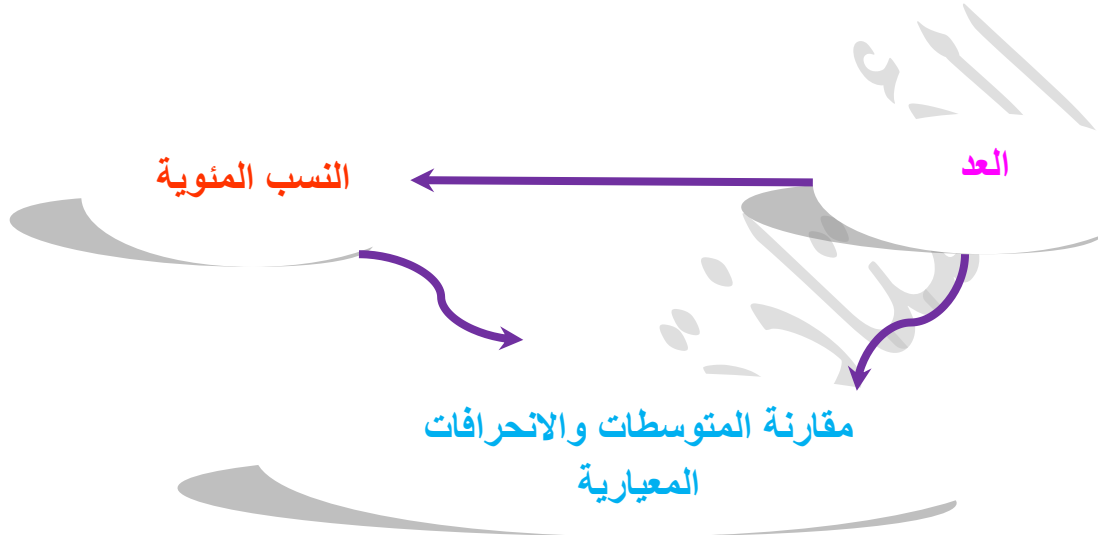 العد
النسب المئوية
مقارنة المتوسطات والانحرافات
المعيارية